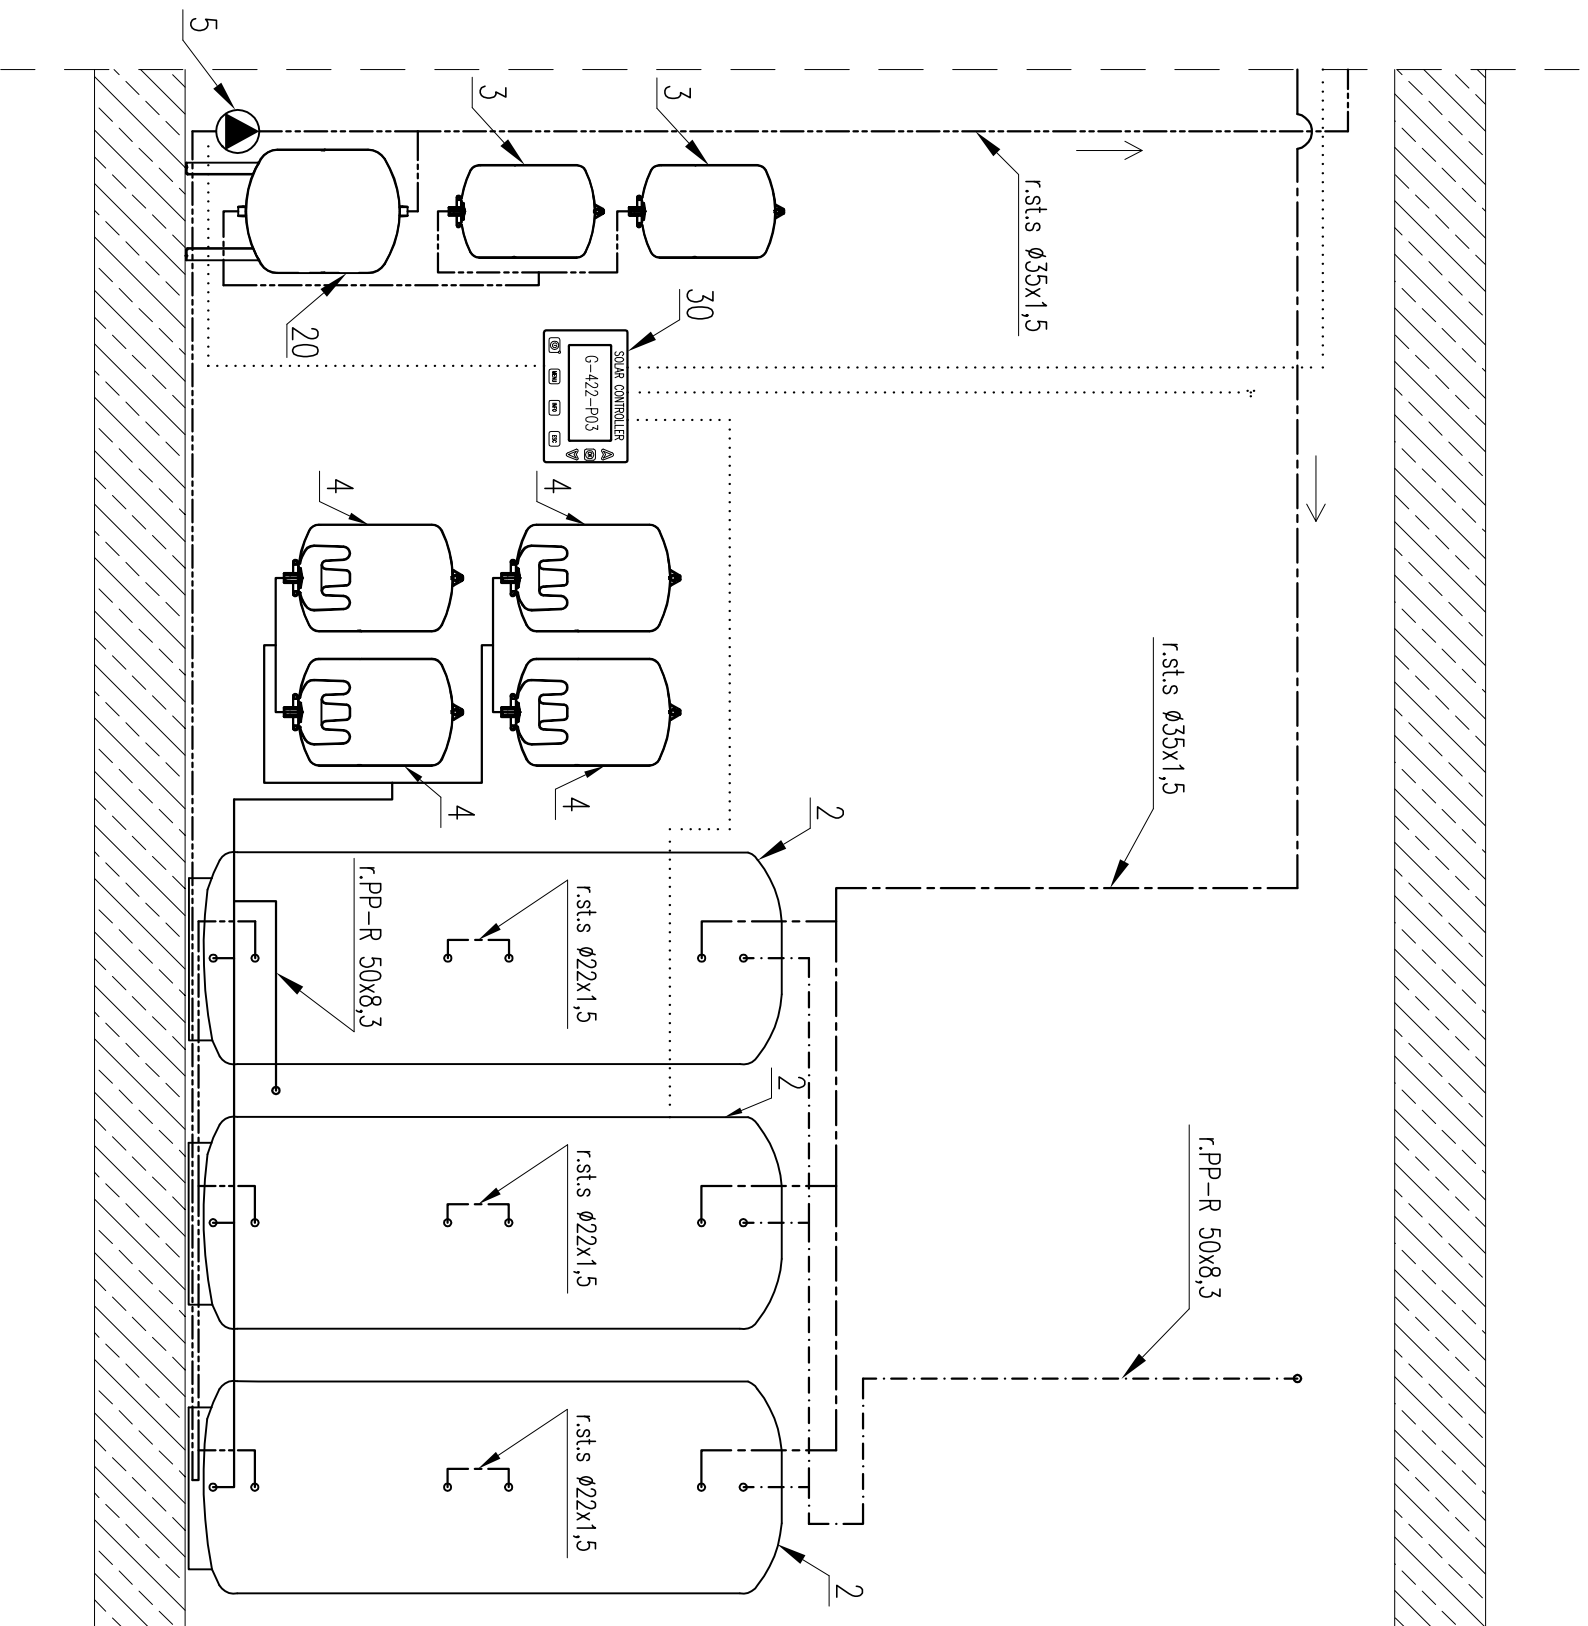 r.PP-R 50x8,3
r.st.s ø35x1,5
r.st.s ø35x1,5
2
2
2
30
3
SOLAR CONTROLLER
G-422-P03
OK
MENU INFO ESC
r.st.s ø22x1,5
r.st.s ø22x1,5
r.st.s ø22x1,5
4
4
3
4
r.PP-R 50x8,3
4
20
5